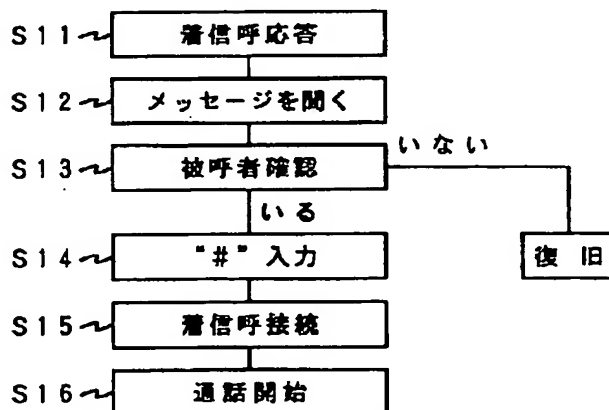 S11 着信呼応答
S12 メッセージを聞く
いない
S13 被呼者確認
いる
S14 "#"入力
復旧
S15 着信呼接続
S16 通話開始